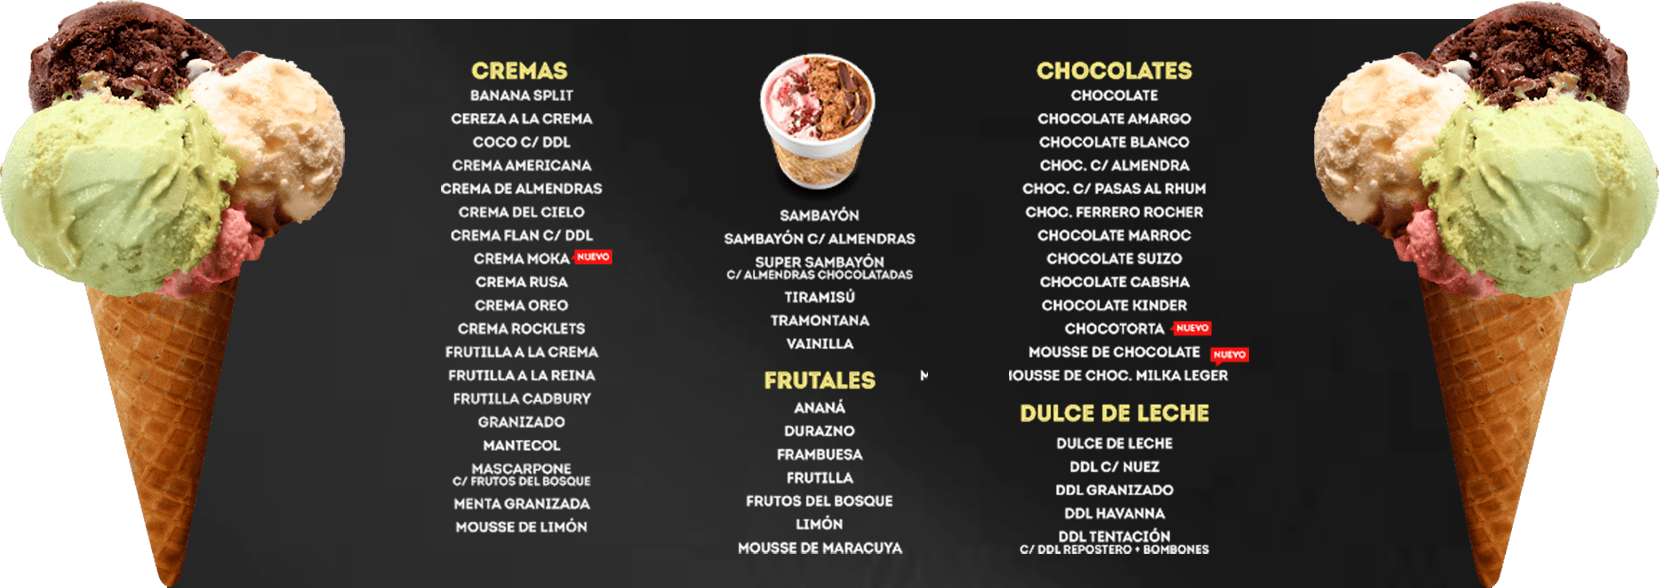 CREMAS
BANANA SPLIT
CEREZA A LA CREMA
COCO C/ DDL
CREMA AMERICANA
CREMA DE ALMENDRAS
CREMA DEL CIELO
CREMA FLAN C/ DDL
CREMA MOKA NUEVO
CREMA RUSA
CREMA OREO
CREMA ROCKLETS
FRUTILLA A LA CREMA
FRUTILLA A LA REINA
FRUTILLA CADBURY
GRANIZADO
MANTECOL
MASCARPONE
C/ FRUTOS DEL BOSQUE
MENTA GRANIZADA
MOUSSE DE LIMÓN
SAMBAYÓN
SAMBAYÓN C/ ALMENDRAS
SUPER SAMBAYÓN
C/ ALMENDRAS CHOCOLATADAS
TIRAMISÚ
TRAMONTANA
VAINILLA
FRUTALES
ANANÁ
DURAZNO
FRAMBUESA
FRUTILLA
FRUTOS DEL BOSQUE
LIMÓN
MOUSSE DE MARACUYA
CHOCOLATES
CHOCOLATE
CHOCOLATE AMARGO
CHOCOLATE BLANCO
CHOC. C/ ALMENDRA
CHOC. C/ PASAS AL RHUM
CHOC. FERRERO ROCHER
CHOCOLATE MARROC
CHOCOLATE SUIZO
CHOCOLATE CABSHA
CHOCOLATE KINDER
CHOCOTORTA NUEVO
MOUSSE DE CHOCOLATE NUEVO
OUSSE DE CHOC. MILKA LEGER
DULCE DE LECHE
DULCE DE LECHE
DDL C/ NUEZ
DDL GRANIZADO
DDL HAVANNA
DDL TENTACIÓN
C/ DDL REPOSTERO + BOMBONES